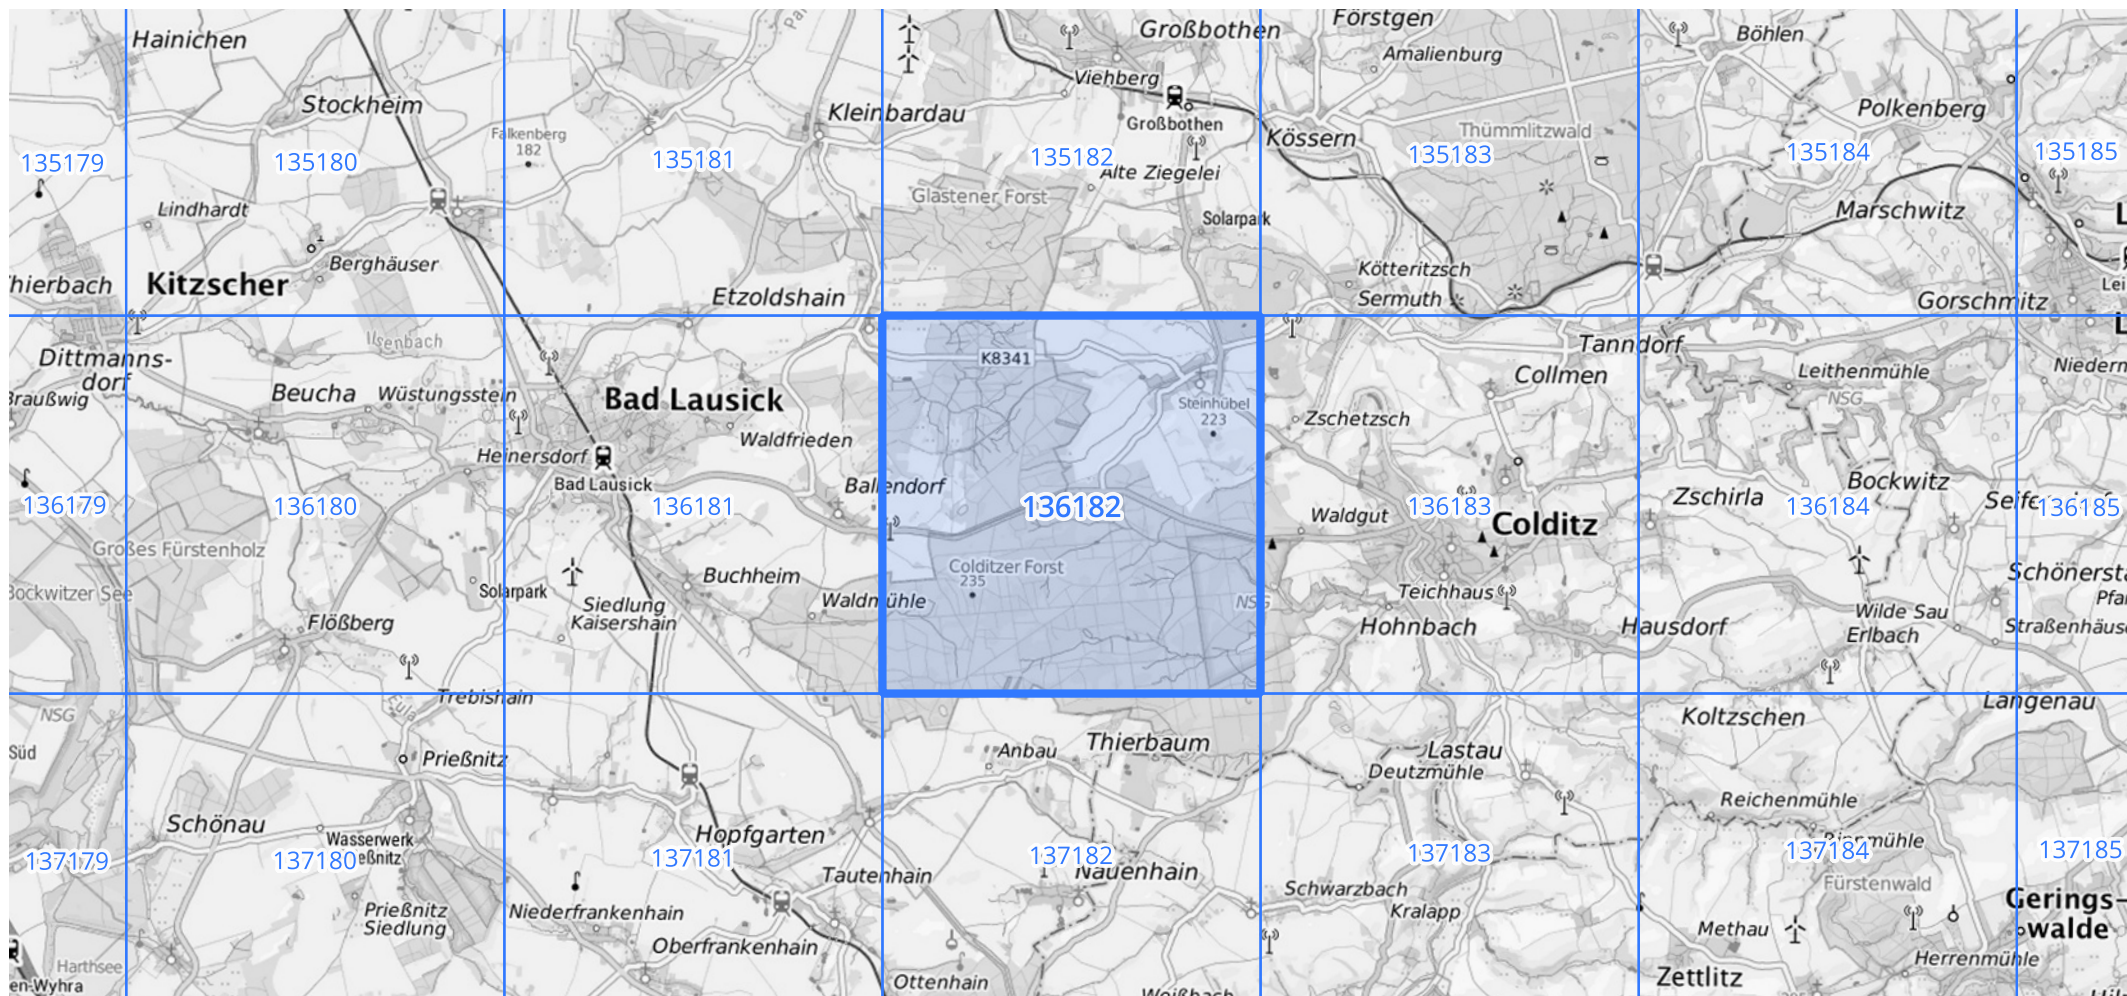 Hainichen
Großbothen
Förstgen
Böhlen
Amalienburg
Viehberg
Stockheim
Kleinbardau
Polkenberg
Falkenberg
182
Großbothen
Kössern
Thümmlitzwald
135179
135180
135181
135182
135183
135184
135185
Alte Ziegelei
Glastener Forst
Lindhardt
Solarpark
Marschwitz
Berghäuser
Kitzscher
Kötteritzsch
Etzoldshain
Sermuth
Gorschmitz
Ilsenbach
Dittmanns-
dorf
K8341
Tanndorf
Leithenmühle
Collmen
NSG
Beucha
Wüstungsstein
Bad Lausick
Steinhübel
223
Zschetzsch
Waldfrieden
Heinersdorf
Bad Lausick
Ballendorf
Bockwitz
136179
136180
136181
136182
136183
136184
136185
Zschirla
Waldgut
Colditz
Großes Fürstenholz
Colditzer Forst
235
Buchheim
Solarpark
Siedlung
Kaisershain
Waldmühle
NSG
Teichhaus
Flößberg
Hohnbach
Hausdorf
Wilde Sau
Erlbach
Trebishain
Eula
NSG
Süd
Koltzschen
Langenau
Prießnitz
Anbau
Thierbaum
Lastau
Deutzmühle
Reichenmühle
Schönau
Wasserwerk
Hopfgarten
137179
137180
137181
137182
137183
137184
137185
Tautenhain
Nauenhain
Schwarzbach
Kralapp
Fürstenwald
Gerings-
walde
Prießnitz
Siedlung
Niederfrankenhain
Oberfrankenhain
Methau
Harthsee
Ottenhain
Zettlitz
Herrenmühle